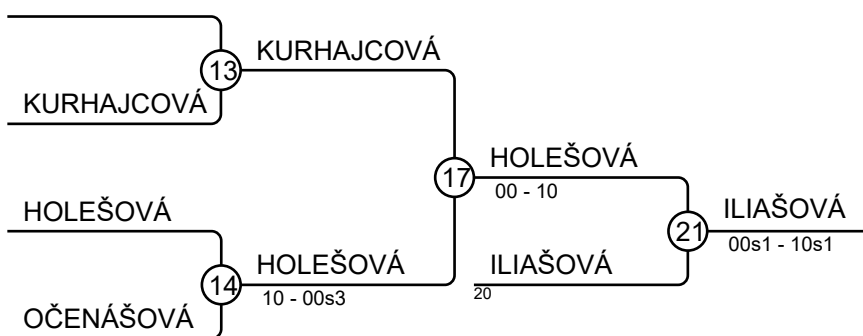 KURHAJCOVÁ
13
KURHAJCOVÁ
HOLEŠOVÁ
17
00 - 10
ILIAŠOVÁ
HOLEŠOVÁ
21
00s1 - 10s1
HOLEŠOVÁ
ILIAŠOVÁ
14
20
10 - 00s3
OČENÁŠOVÁ